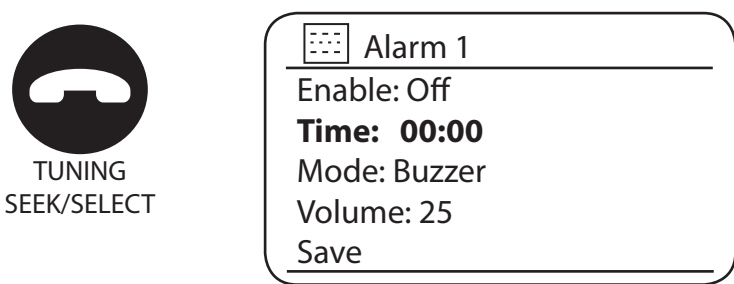 TUNING
SEEK/SELECT
Alarm 1
Enable: Off
Time: 00:00
Mode: Buzzer
Volume: 25
Save